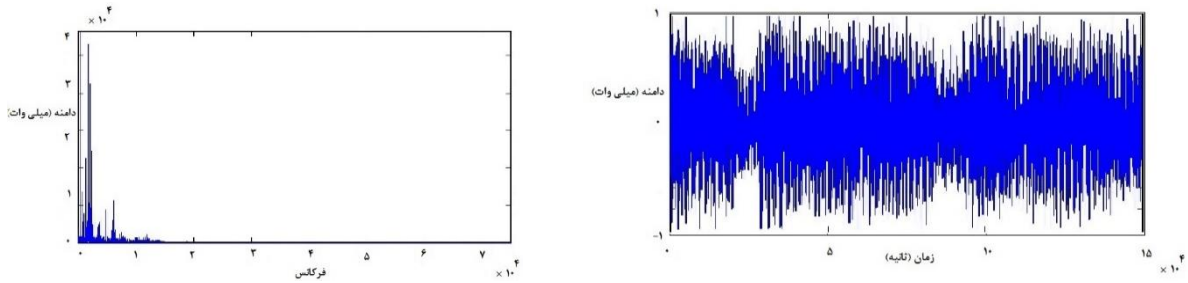 × ۱۰ ۴
۴
۳
دامنه (میلی وات)
۲
۱
۰
۰ ۱ ۲ ۳ ۴ ۵ ۶ ۷
× ۱۰ ۴
فرکانس
۱
دامنه (میلی وات)
۰
-۱
۰ ۵ ۱۰ ۱۵
زمان (ثانیه)
× ۱۰ ۴